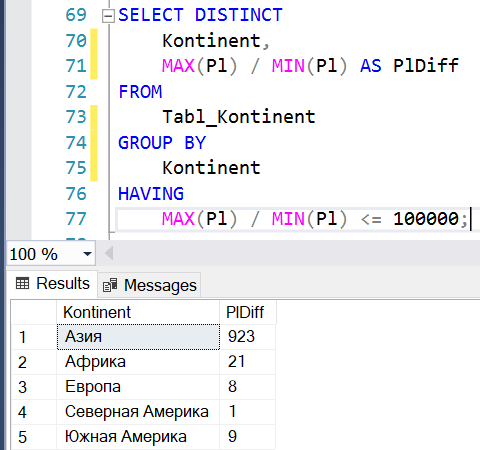 69 SELECT DISTINCT
70 Kontinent,
71 MAX(Pl) / MIN(Pl) AS PlDiff
72 FROM
73 Tabl_Kontinent
74 GROUP BY
75 Kontinent
76 HAVING
77 MAX(Pl) / MIN(Pl) <= 100000;
100 %
Results Messages
Kontinent PlDiff
1 Азия 923
2 Африка 21
3 Европа 8
4 Северная Америка 1
5 Южная Америка 9